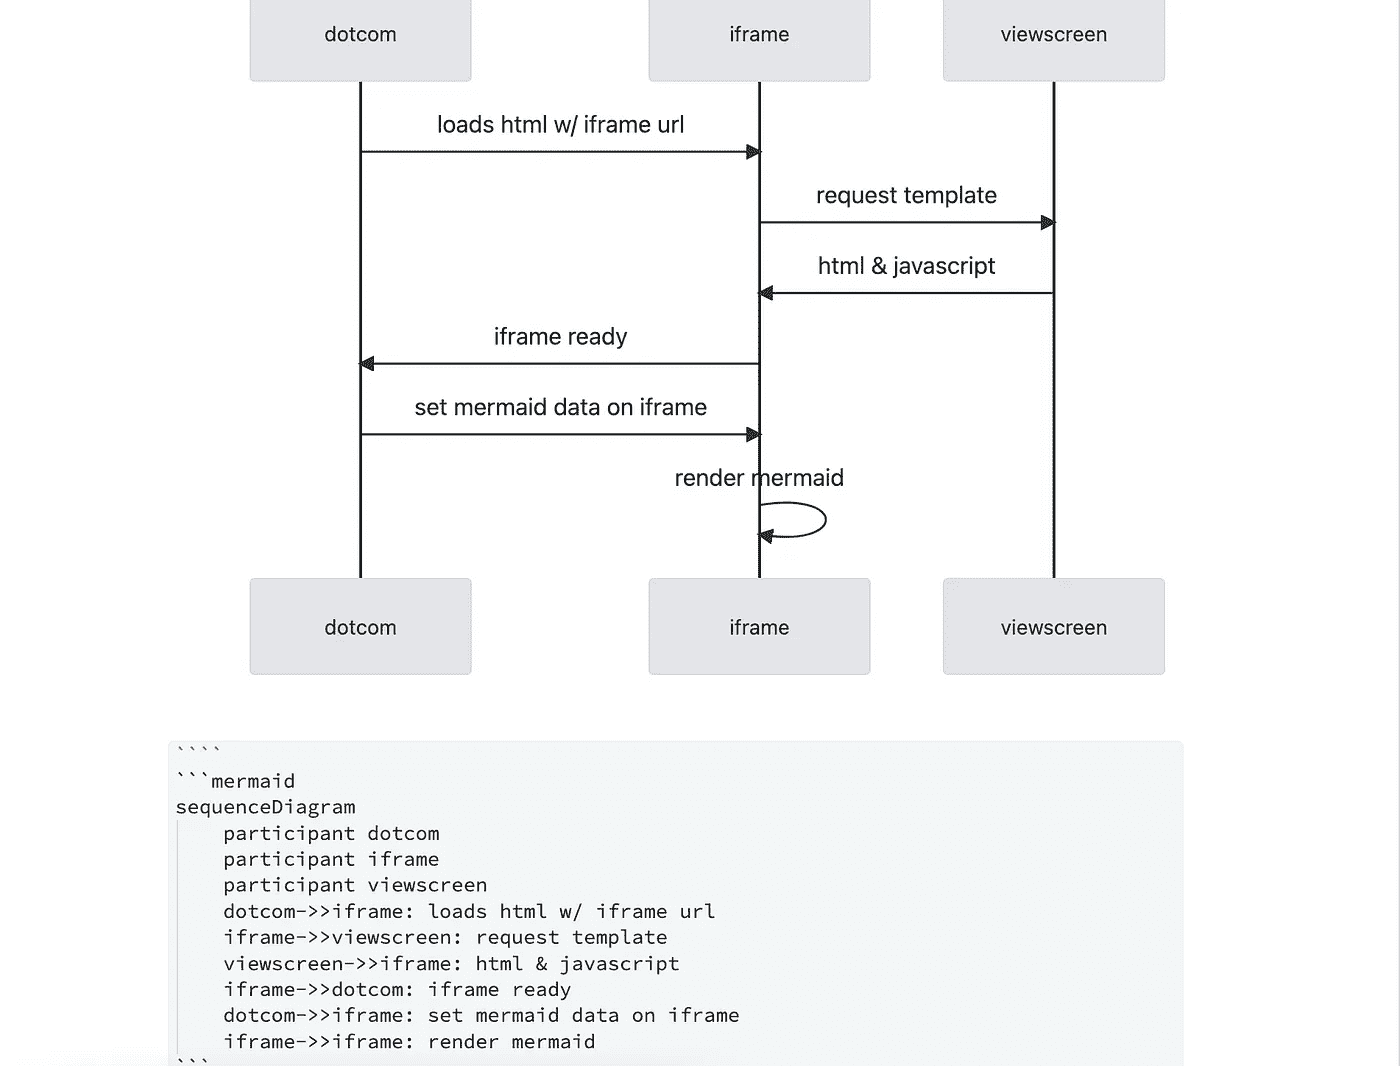 dotcom
iframe
viewscreen
loads html w/ iframe url
request template
html & javascript
iframe ready
set mermaid data on iframe
render mermaid
dotcom
iframe
viewscreen
````
```mermaid
sequenceDiagram
    participant dotcom
    participant iframe
    participant viewscreen
    dotcom->>iframe: loads html w/ iframe url
    iframe->>viewscreen: request template
    viewscreen->>iframe: html & javascript
    iframe->>dotcom: iframe ready
    dotcom->>iframe: set mermaid data on iframe
    iframe->>iframe: render mermaid
```